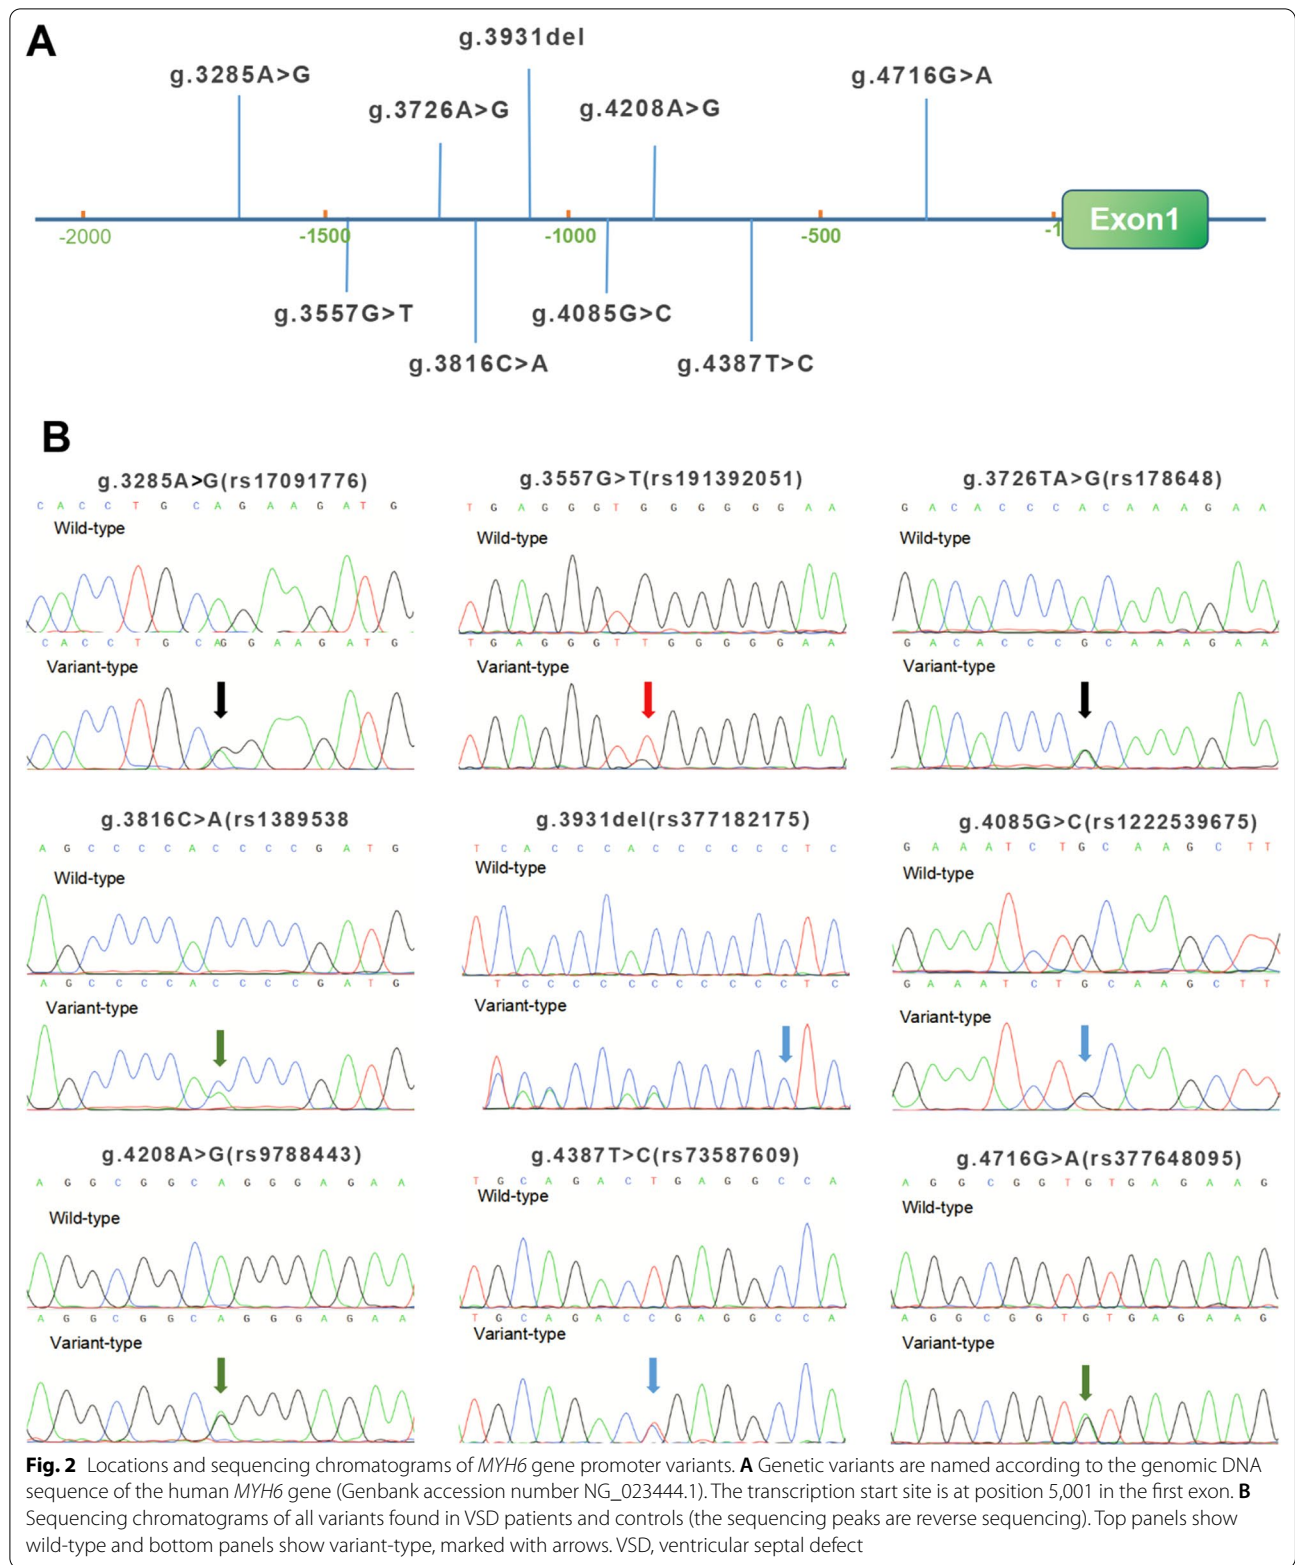 A
g.3931del
g.3285A>G
g.4716G>A
g.3726A>G
g.4208A>G
-2000
-1500
-1000
-500
-1
Exon1
g.3557G>T
g.4085G>C
g.3816C>A
g.4387T>C
B
g.3285A>G(rs17091776)
C A C C T G C A G A A G A T G
Wild-type
C A C C T G C A G G A A G A T G
Variant-type
g.3557G>T(rs191392051)
T G A G G G T G G G G G G A A
Wild-type
T G A G G G T T G G G G G A A
Variant-type
g.3726TA>G(rs178648)
G A C A C C C A C A A A G A A
Wild-type
G A C A C C C G C A A A G A A
Variant-type
g.3816C>A(rs1389538
A G C C C C A C C C C G A T G
Wild-type
A G C C C C A C C C C G A T G
Variant-type
g.3931del(rs377182175)
T C A C C C A C C C C C C T C
Wild-type
T C C C C C C C C C C C T C
Variant-type
g.4085G>C(rs1222539675)
G A A A T C T G C A A G C T T
Wild-type
G A A A T C T G C A A G C T T
Variant-type
g.4208A>G(rs9788443)
A G G C G G C A G G G A G A A
Wild-type
A G G C G G C A G G G A G A A
Variant-type
g.4387T>C(rs73587609)
T G C A G A C T G A G G C C A
Wild-type
T G C A G A C C G A G G C C A
Variant-type
g.4716G>A(rs377648095)
A G G C G G T G T G A G A A G
Wild-type
A G G C G G T G T G A G A A G
Variant-type
Fig. 2 Locations and sequencing chromatograms of MYH6 gene promoter variants. A Genetic variants are named according to the genomic DNA
sequence of the human MYH6 gene (Genbank accession number NG_023444.1). The transcription start site is at position 5,001 in the first exon. B
Sequencing chromatograms of all variants found in VSD patients and controls (the sequencing peaks are reverse sequencing). Top panels show
wild-type and bottom panels show variant-type, marked with arrows. VSD, ventricular septal defect